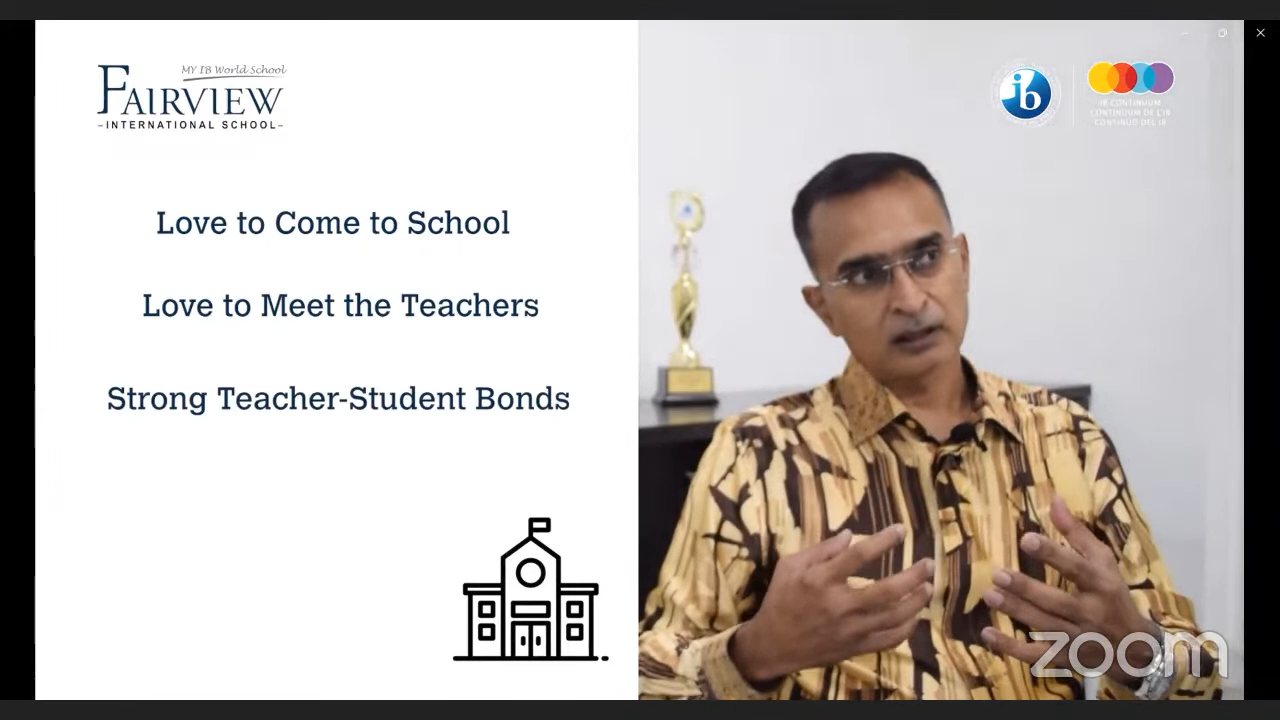 MY IB World School
FAIRVIEW
-INTERNATIONAL SCHOOL-
Love to Come to School
Love to Meet the Teachers
Strong Teacher-Student Bonds
ib
IB CONTINUUM
CONTINUUM DE L'IB
CONTINUO DEL IB
zoom